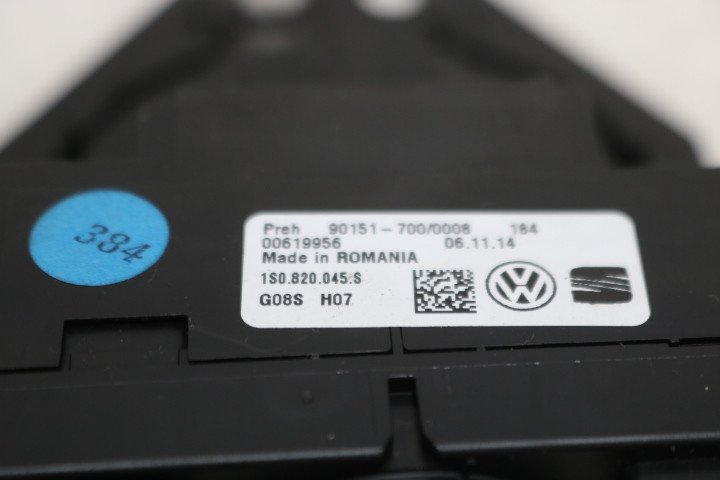 384
Preh 90151-700/0008 184
00619956 06.11.14
Made in ROMANIA
1S0.820.045.S
G08S H07